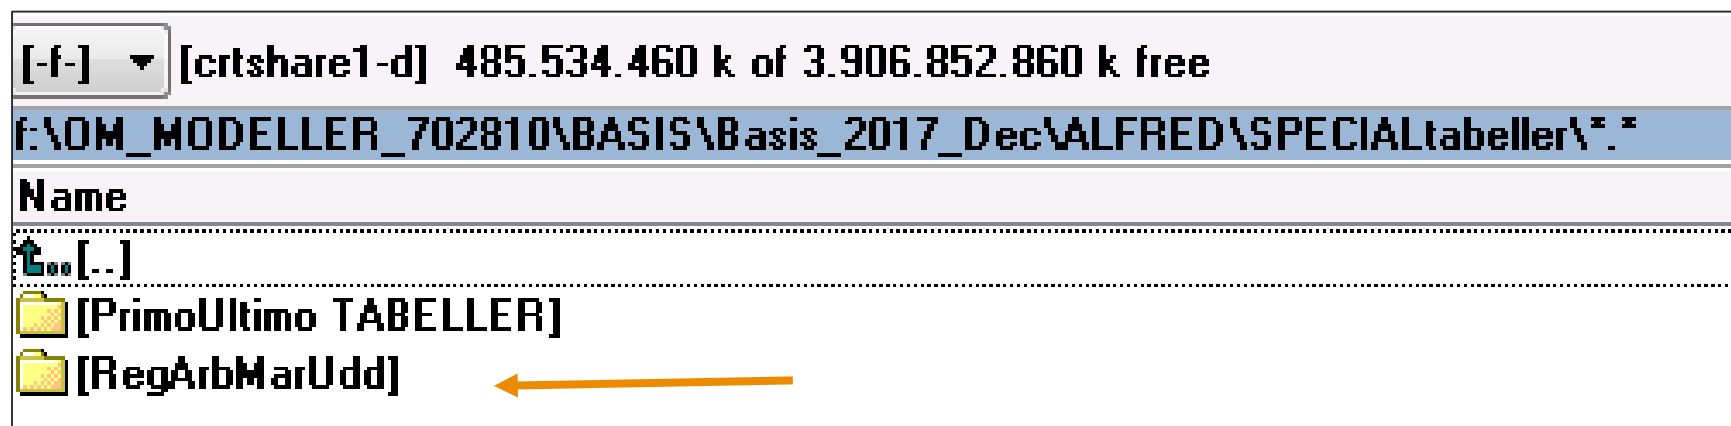 [-f-] [crtshare1-d] 485.534.460 k of 3.906.852.860 k free
f:\OM_MODELLER_702810\BASIS\Basis_2017_Dec\ALFRED\SPECIALtabeller\*.*
Name
[..]
[PrimoUltimo TABELLER]
[RegArbMarUdd]